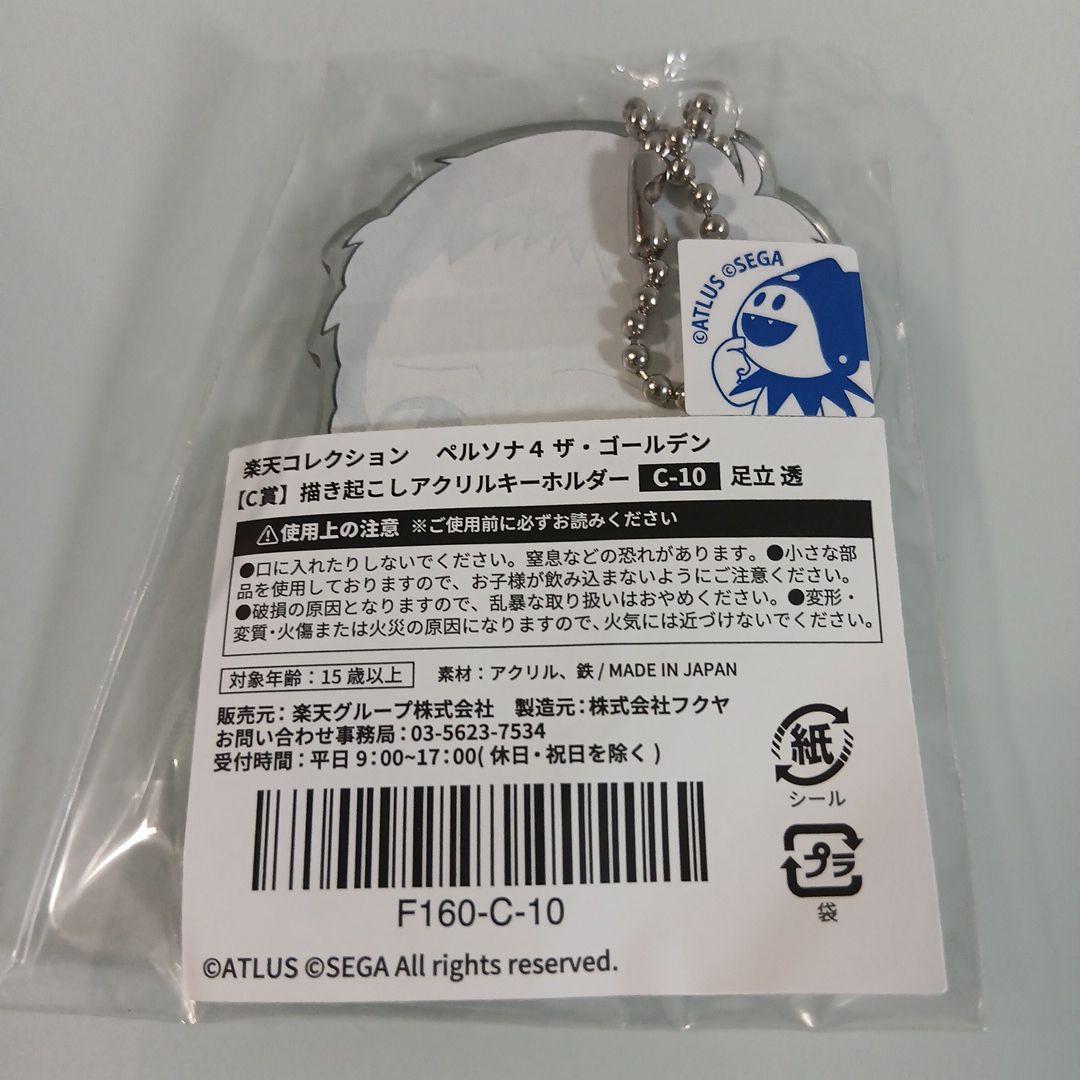 ©ATLUS ©SEGA
楽天コレクション　ペルソナ4 ザ・ゴールデン
【C賞】描き起こしアクリルキーホルダー C-10 足立 透
⚠使用上の注意 ※ご使用前に必ずお読みください
●口に入れたりしないでください。窒息などの恐れがあります。●小さな部
品を使用しておりますので、お子様が飲み込まないようにご注意ください。
●破損の原因となりますので、乱暴な取り扱いはおやめください。●変形・
変質・火傷または火災の原因になりますので、火気には近づけないでください。
対象年齢：15 歳以上　素材：アクリル、鉄 / MADE IN JAPAN
販売元：楽天グループ株式会社　製造元：株式会社フクヤ
お問い合わせ事務局：03-5623-7534
受付時間：平日 9：00~17：00( 休日・祝日を除く )
紙
シール
プラ
袋
F160-C-10
©ATLUS ©SEGA All rights reserved.